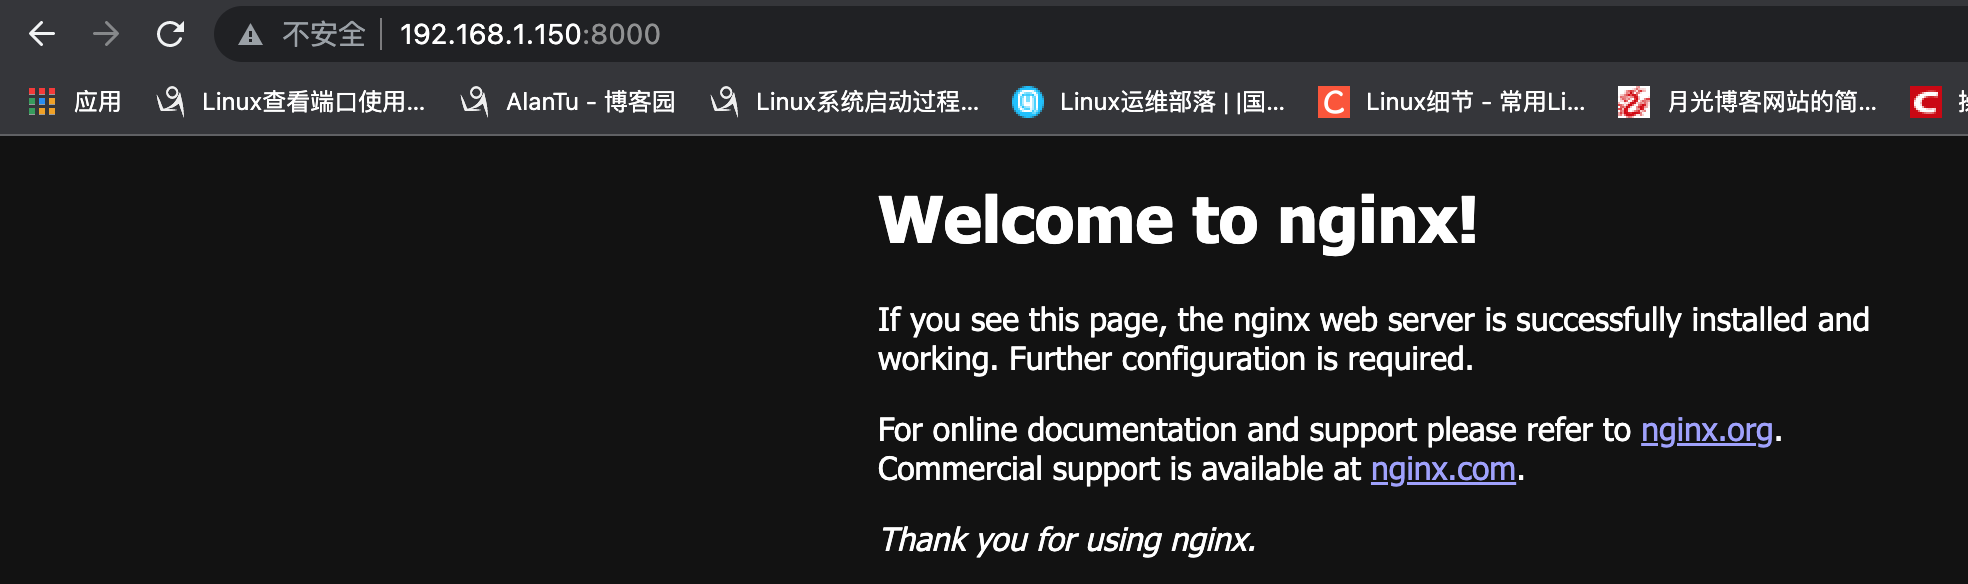 不安全 192.168.1.150:8000
应用 Linux查看端口使用... AlanTu - 博客园 Linux系统启动过程... Linux运维部落 | |国... Linux细节 - 常用Li... 月光博客网站的简...
Welcome to nginx!
If you see this page, the nginx web server is successfully installed and
working. Further configuration is required.
For online documentation and support please refer to nginx.org.
Commercial support is available at nginx.com.
Thank you for using nginx.